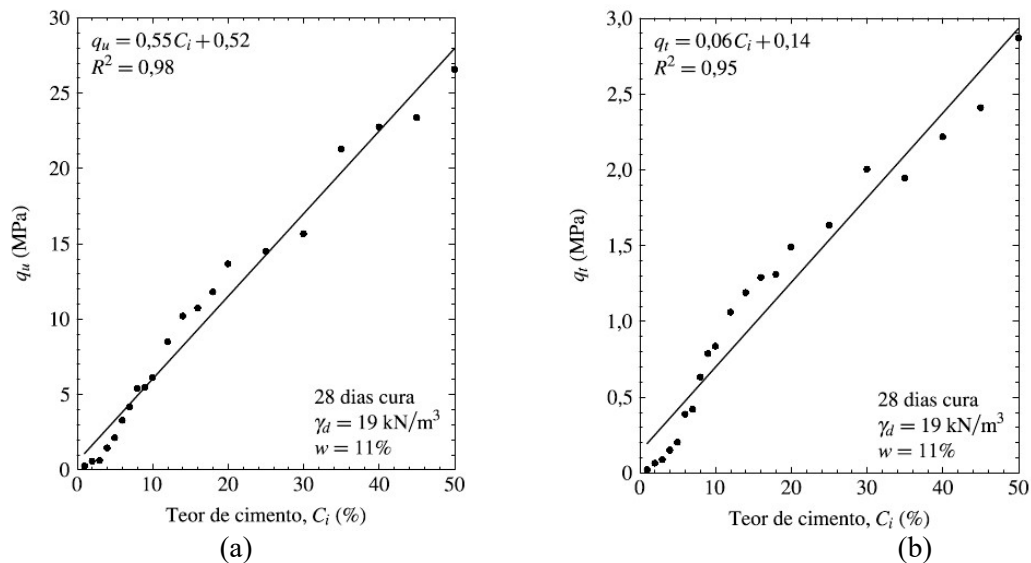 30
25
20
15
10
5
0
q_u (MPa)
q_u = 0,55C_i + 0,52
R² = 0,98
28 dias cura
γ_d = 19 kN/m³
w = 11%
0 10 20 30 40 50
Teor de cimento, C_i (%)
(a)
3,0
2,5
2,0
1,5
1,0
0,5
0,
q_t (MPa)
q_t = 0,06C_i + 0,14
R² = 0,95
28 dias cura
γ_d = 19 kN/m³
w = 11%
0 10 20 30 40 50
Teor de cimento, C_i (%)
(b)